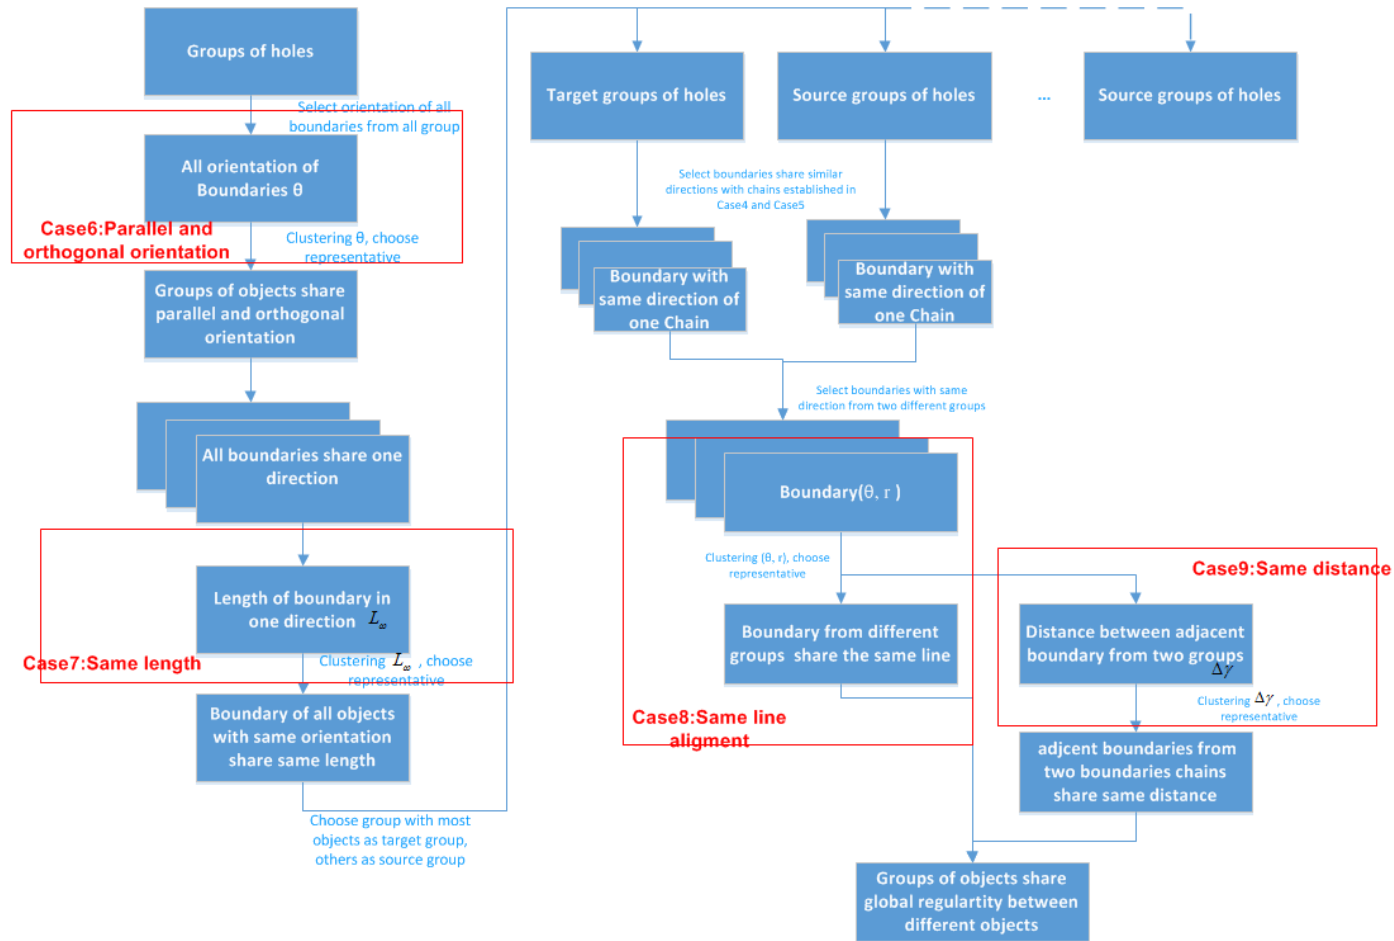 Groups of holes
Select orientation of all
boundaries from all group
All orientation of
Boundaries θ
Case6:Parallel and
orthogonal orientation
Clustering θ, choose
representative
Groups of objects share
parallel and orthogonal
orientation
All boundaries share one
direction
Length of boundary in
one direction L∞
Case7:Same length
Clustering L∞ , choose
representative
Boundary of all objects
with same orientation
share same length
Choose group with most
objects as target group,
others as source group
Target groups of holes
Source groups of holes
...
Source groups of holes
Select boundaries share similar
directions with chains established in
Case4 and Case5
Boundary with
same direction of
one Chain
Boundary with
same direction of
one Chain
Select boundaries with same
direction from two different groups
Boundary(θ, r )
Clustering (θ, r), choose
representative
Boundary from different
groups share the same line
Case8:Same line
aligment
Case9:Same distance
Distance between adjacent
boundary from two groups
Δγ
Clustering Δγ , choose
representative
adjcent boundaries from
two boundaries chains
share same distance
Groups of objects share
global regulartity between
different objects